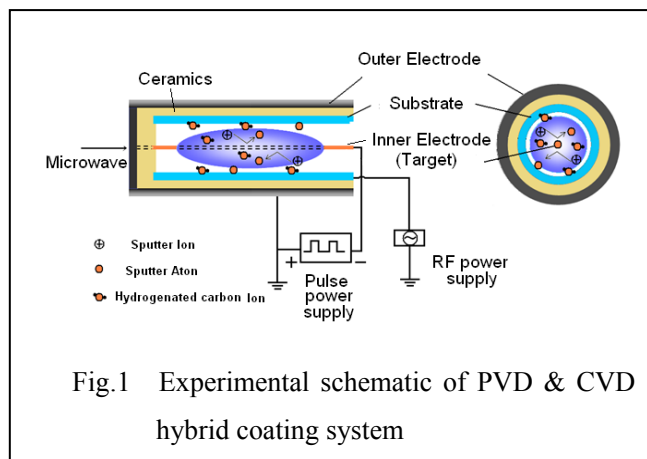 Outer Electrode
Ceramics
Substrate
Inner Electrode
(Target)
Microwave
Sputter Ion
Sputter Aton
Hydrogenated carbon Ion
+
−
Pulse
power
supply
RF power
supply
Fig.1 Experimental schematic of PVD & CVD
hybrid coating system